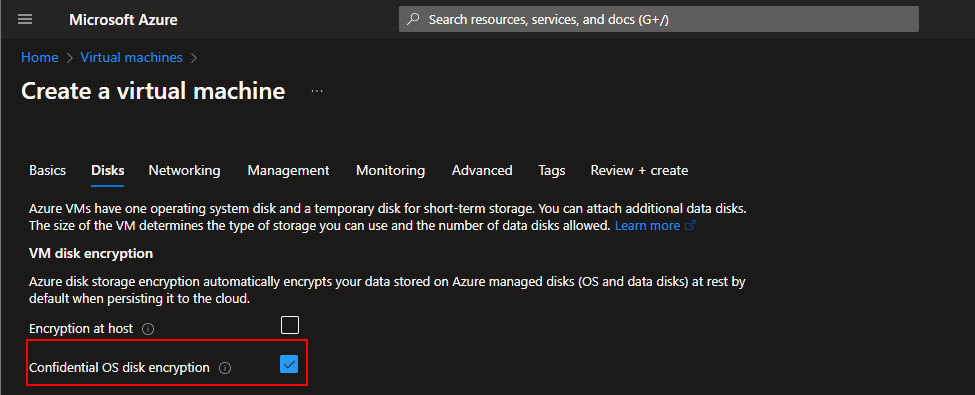 Microsoft Azure
Search resources, services, and docs (G+/)
Home > Virtual machines >
Create a virtual machine ...
Basics Disks Networking Management Monitoring Advanced Tags Review + create
Azure VMs have one operating system disk and a temporary disk for short-term storage. You can attach additional data disks.
The size of the VM determines the type of storage you can use and the number of data disks allowed. Learn more
VM disk encryption
Azure disk storage encryption automatically encrypts your data stored on Azure managed disks (OS and data disks) at rest by
default when persisting it to the cloud.
Encryption at host
Confidential OS disk encryption